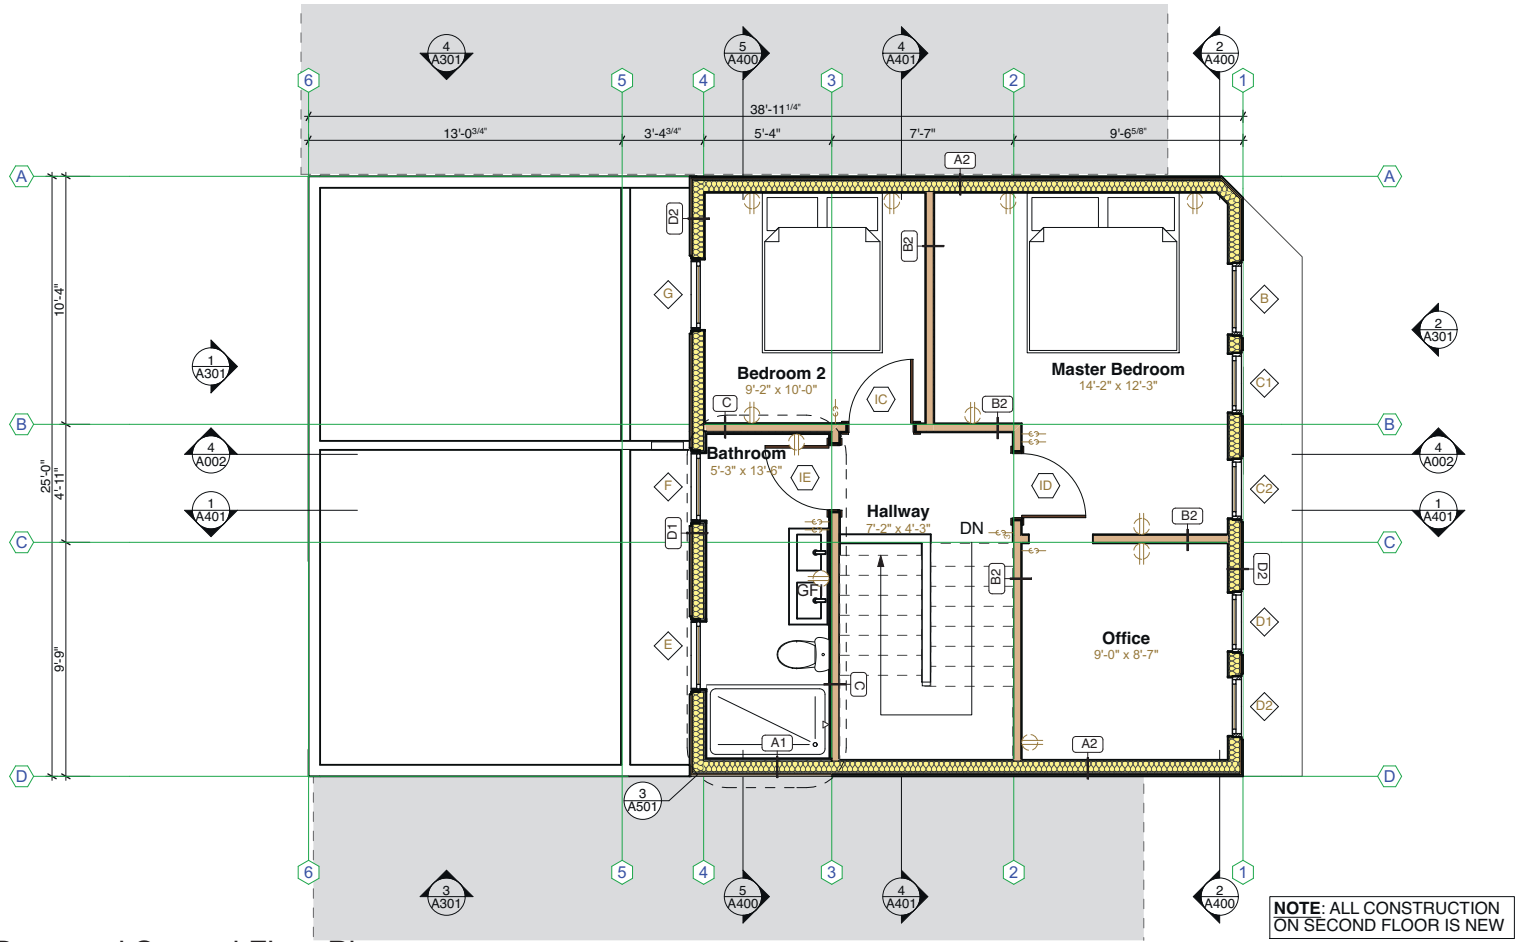 4
A301
5
A400
4
A401
2
A400
6
5
4
3
2
1
38'-11 1/4"
13'-0 3/4"
3'-4 3/4"
5'-4"
7'-7"
9'-6 5/8"
A2
A
A
D2
B2
G
B
10'-4"
2
A301
1
A301
Bedroom 2
9'-2" x 10'-0"
Master Bedroom
14'-2" x 12'-3"
C1
IC
C
B2
B
B
4
A002
4
A002
Bathroom
5'-3" x 13'-6"
IE
ID
F
C2
25'-0"
4'-11"
1
A401
1
A401
Hallway
7'-2" x 4'-3"
DN
B2
D1
C
C
B2
D2
GF
D1
Office
9'-0" x 8'-7"
E
9'-9"
C
D2
A1
A2
D
D
3
A501
6
5
4
3
2
1
3
A301
5
A400
4
A401
2
A400
NOTE: ALL CONSTRUCTION
ON SECOND FLOOR IS NEW